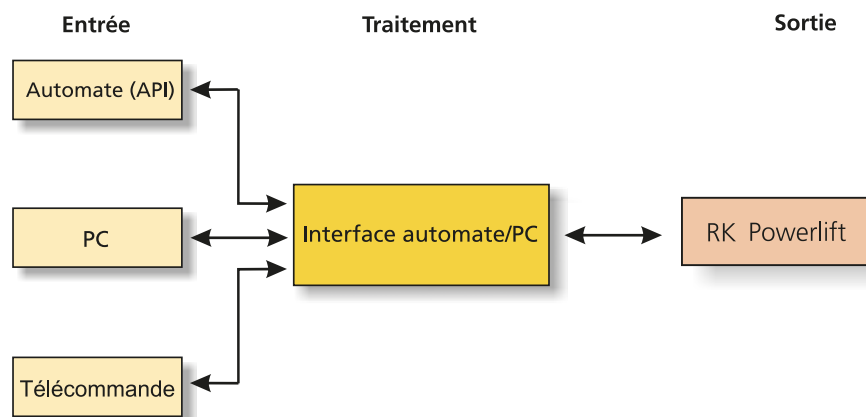 Entrée
Traitement
Sortie
Automate (API)
PC
Interface automate/PC
RK Powerlift
Télécommande